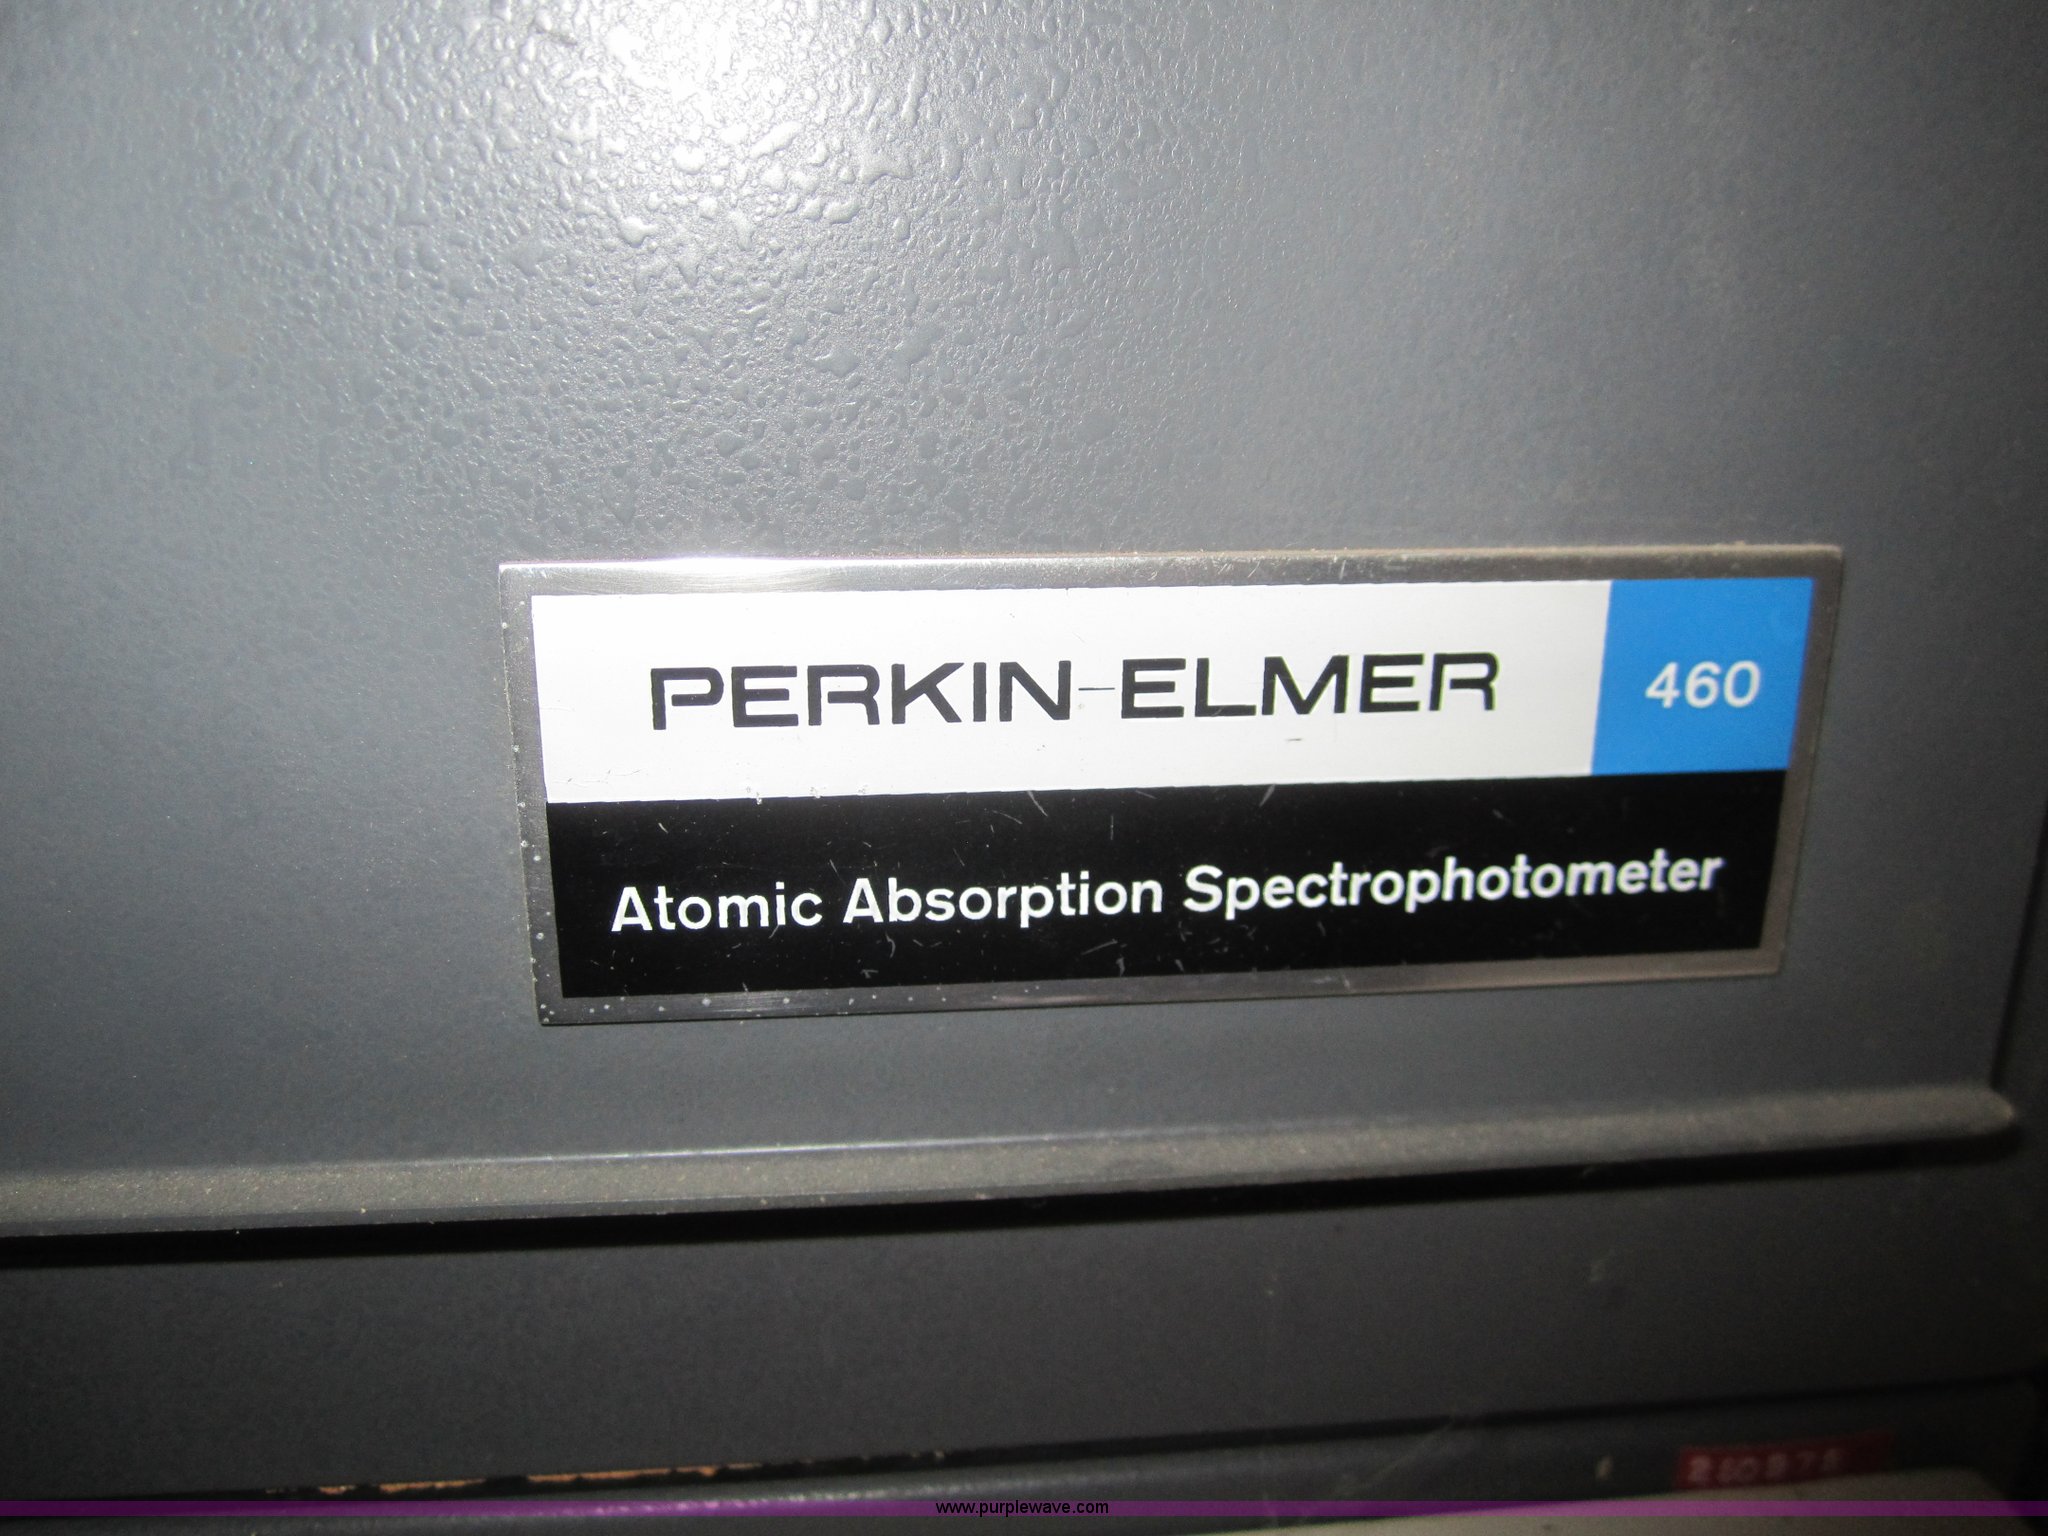 PERKIN-ELMER 460
Atomic Absorption Spectrophotometer
www.purplewave.com